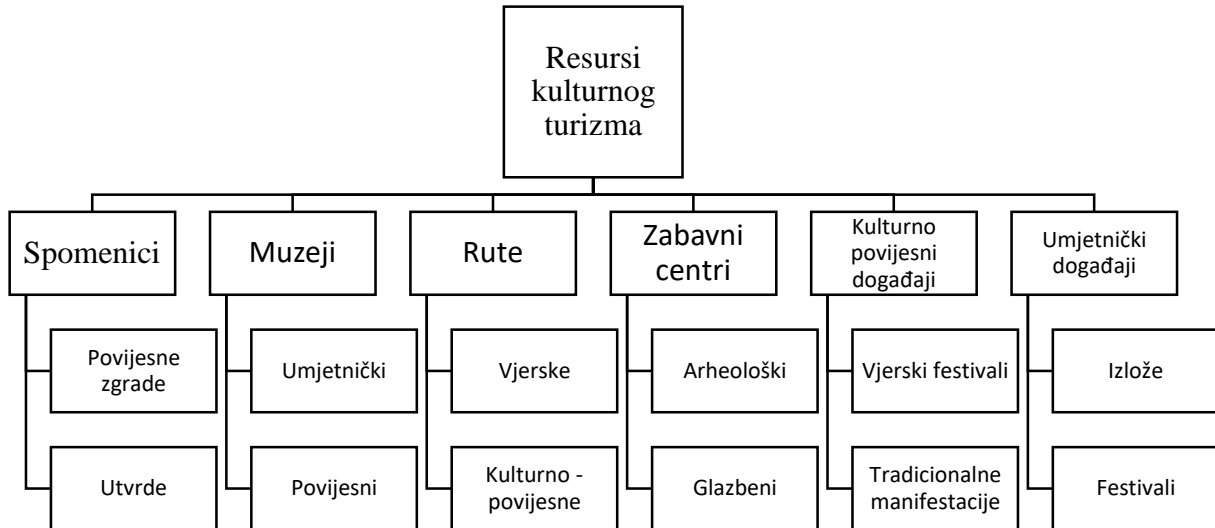 Resursi
kulturnog
turizma
Spomenici
Muzeji
Rute
Zabavni
centri
Kulturno
povijesni
događaji
Umjetnički
događaji
Povijesne
zgrade
Umjetnički
Vjerske
Arheološki
Vjerski festivali
Izlože
Utvrde
Povijesni
Kulturno -
povijesne
Glazbeni
Tradicionalne
manifestacije
Festivali